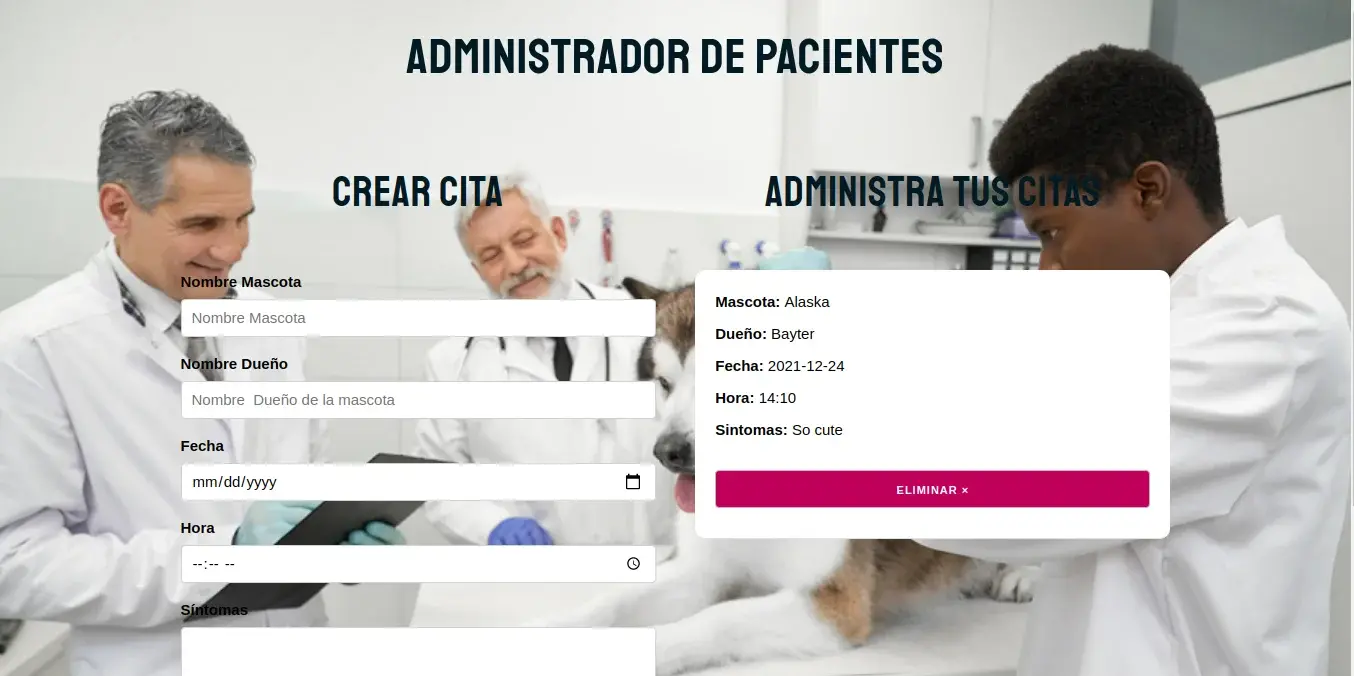 ADMINISTRADOR DE PACIENTES
CREAR CITA
Nombre Mascota
Nombre Mascota
Nombre Dueño
Nombre  Dueño de la mascota
Fecha
mm/dd/yyyy
Hora
--:-- --
Síntomas
ADMINISTRA TUS CITAS
Mascota: Alaska
Dueño: Bayter
Fecha: 2021-12-24
Hora: 14:10
Sintomas: So cute
ELIMINAR ×